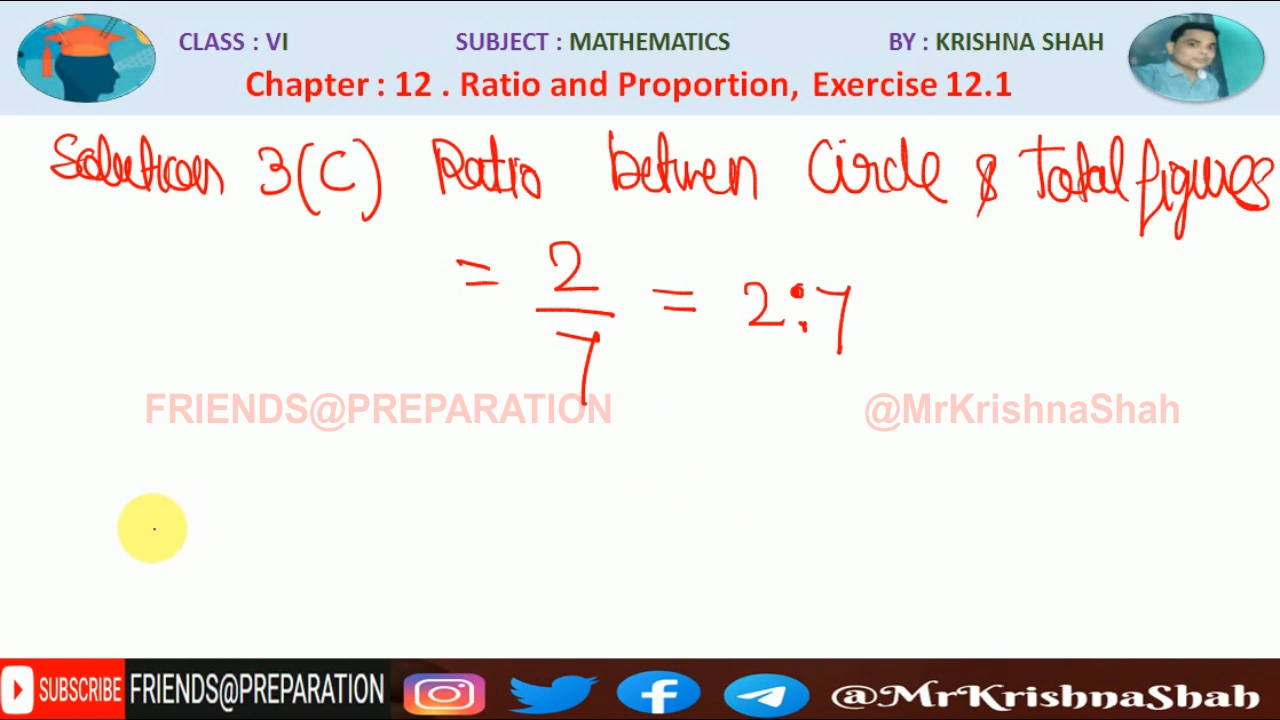 CLASS : VI SUBJECT : MATHEMATICS BY : KRISHNA SHAH
Chapter : 12 . Ratio and Proportion, Exercise 12.1
Solution 3(C) Ratio between Circle & Total figures
= 2/7 = 2:7
FRIENDS@PREPARATION @MrKrishnaShah
SUBSCRIBE FRIENDS@PREPARATION @MrKrishnaShah